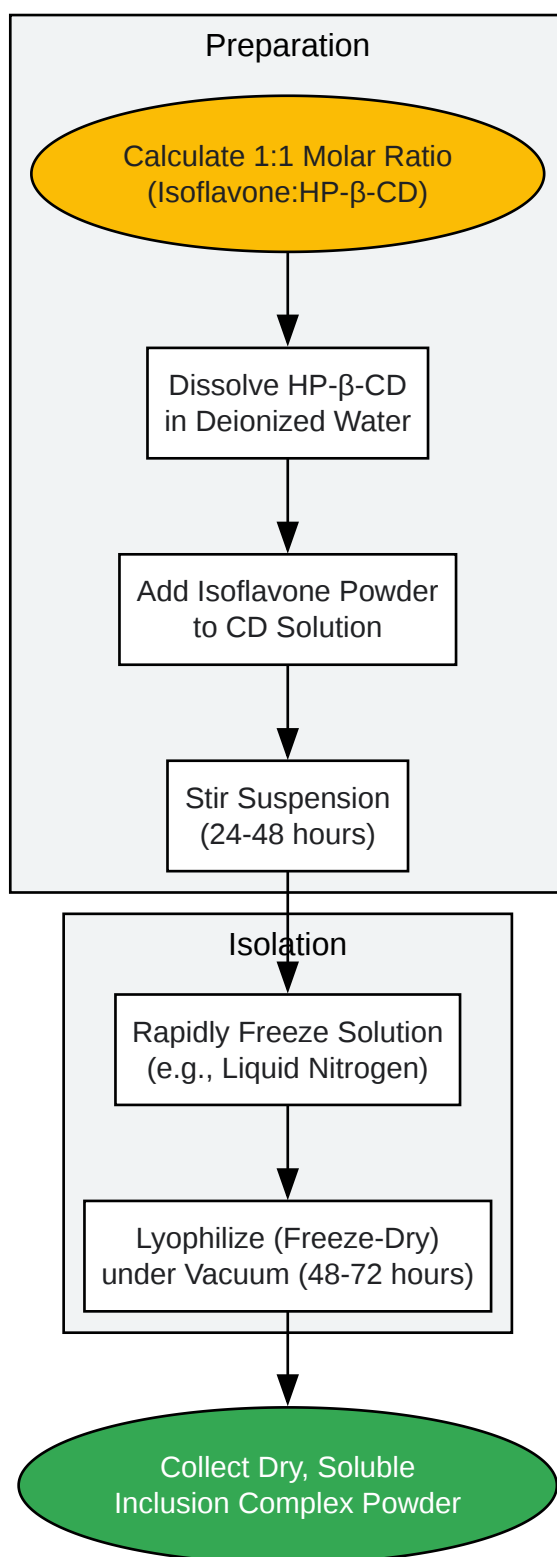 Preparation
Calculate 1:1 Molar Ratio
(Isoflavone:HP-β-CD)
Dissolve HP-β-CD
in Deionized Water
Add Isoflavone Powder
to CD Solution
Stir Suspension
(24-48 hours)
Isolation
Rapidly Freeze Solution
(e.g., Liquid Nitrogen)
Lyophilize (Freeze-Dry)
under Vacuum (48-72 hours)
Collect Dry, Soluble
Inclusion Complex Powder